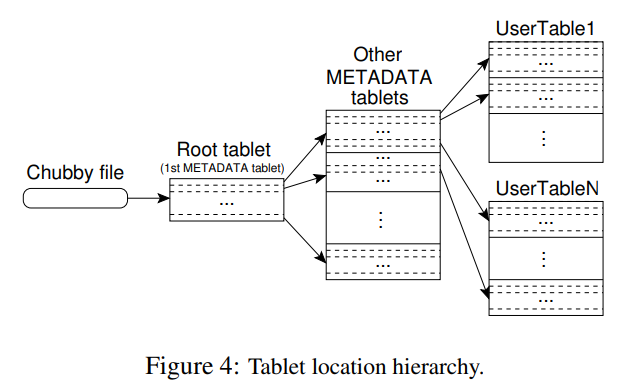 Chubby file
Root tablet
(1st METADATA tablet)
...
Other
METADATA
tablets
...
...
...
⋮
...
UserTable1
...
...
⋮
UserTableN
...
⋮
...
Figure 4: Tablet location hierarchy.